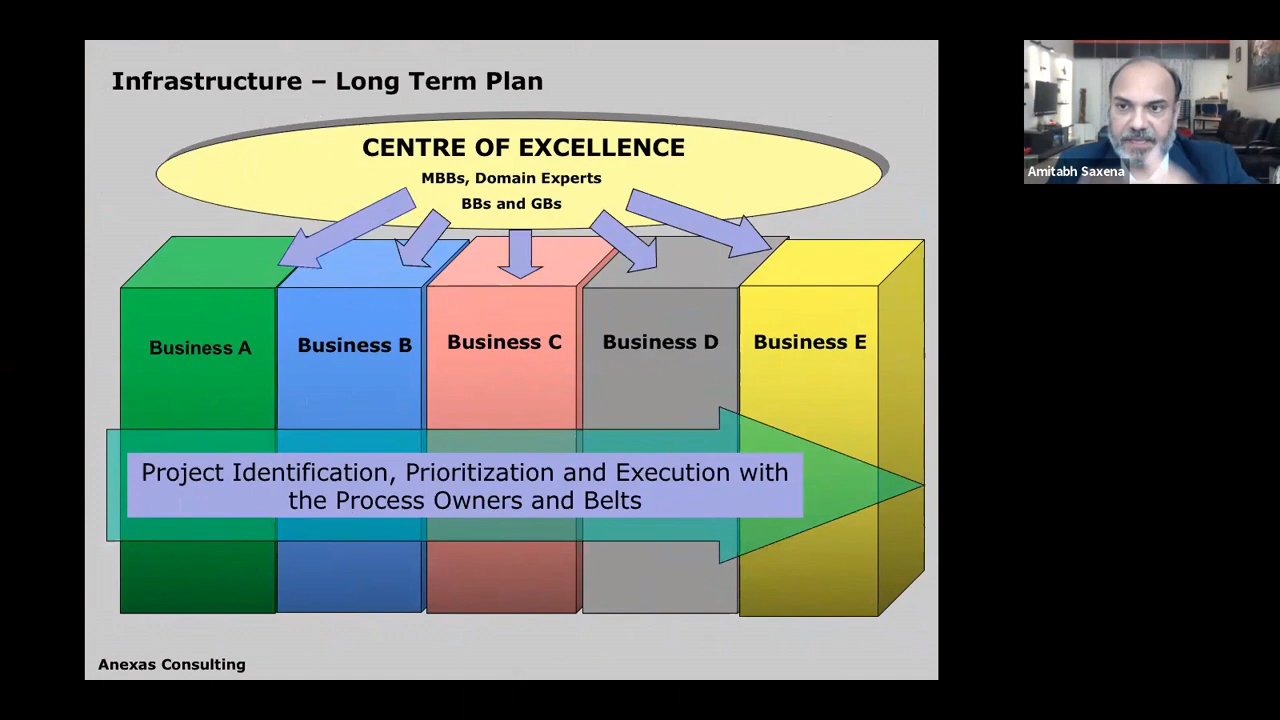 Infrastructure – Long Term Plan
CENTRE OF EXCELLENCE
MBBs, Domain Experts
BBs and GBs
Business A
Business B
Business C
Business D
Business E
Project Identification, Prioritization and Execution with
the Process Owners and Belts
Anexas Consulting
Amitabh Saxena